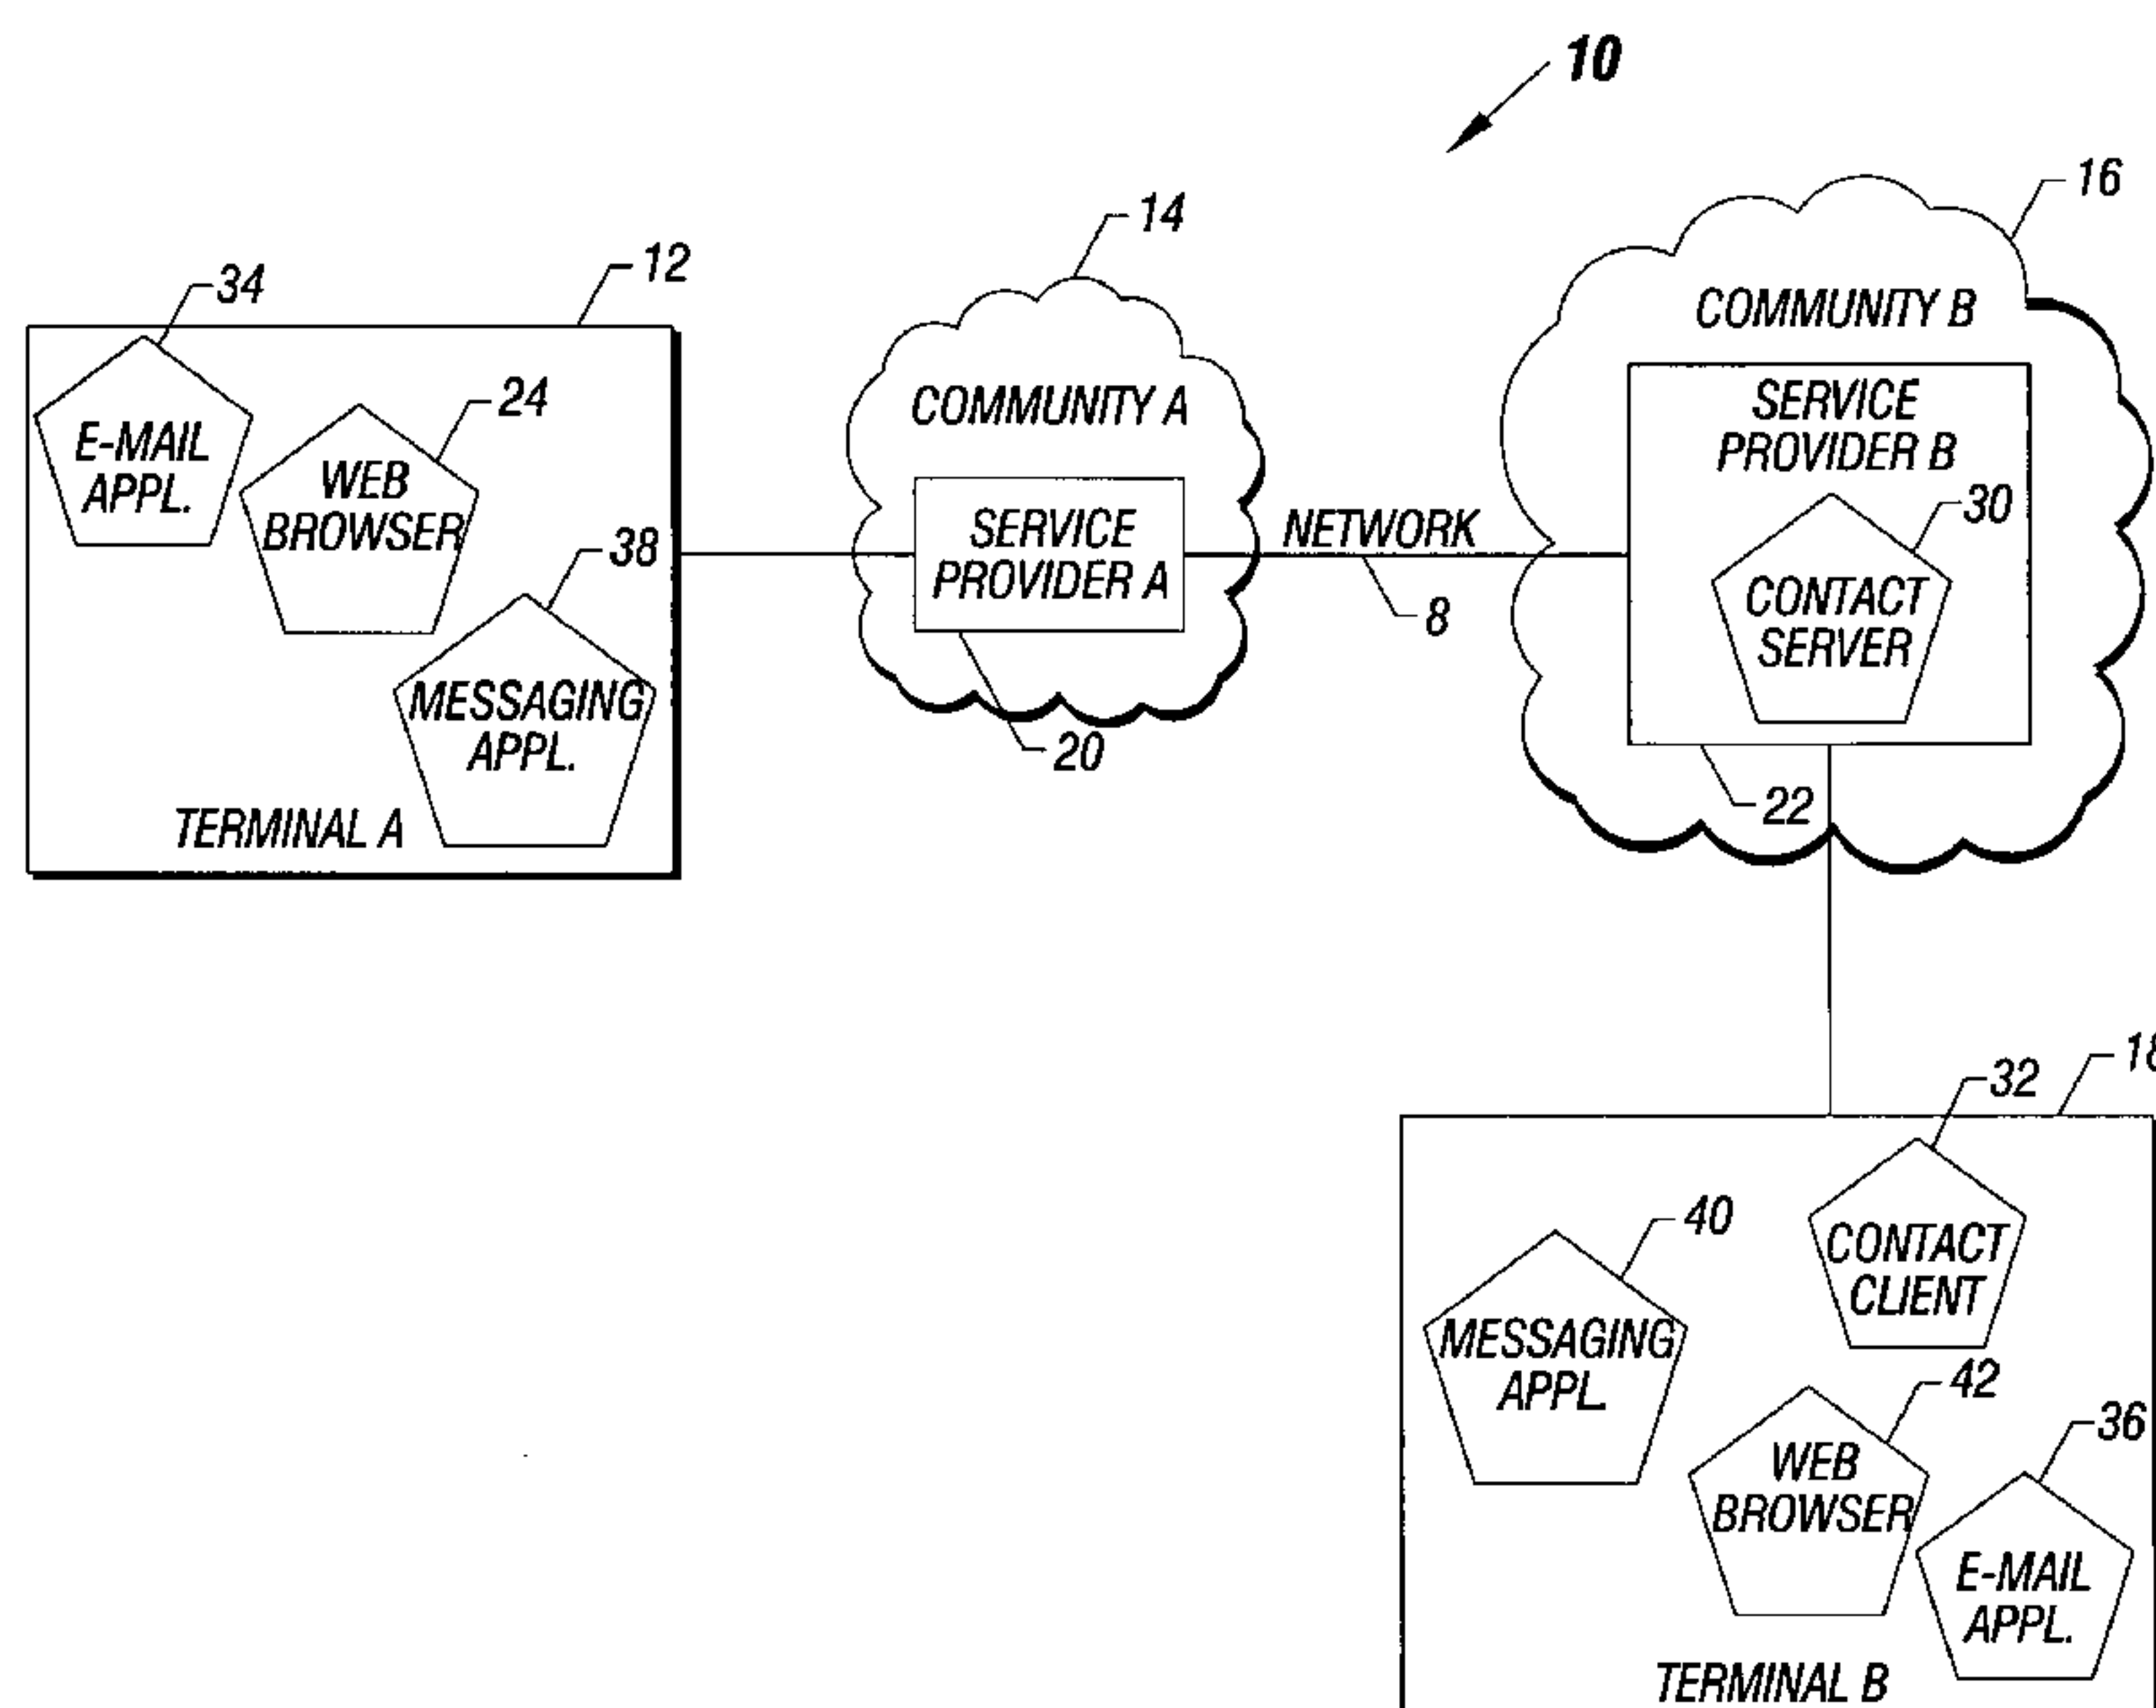 10
16
14
12
34
COMMUNITY B
24
COMMUNITY A
SERVICE
PROVIDER B
E-MAIL
APPL.
WEB
BROWSER
30
38
SERVICE
PROVIDER A
NETWORK
8
CONTACT
SERVER
MESSAGING
APPL.
20
22
TERMINAL A
18
32
40
CONTACT
CLIENT
MESSAGING
APPL.
42
36
WEB
BROWSER
E-MAIL
APPL.
TERMINAL B